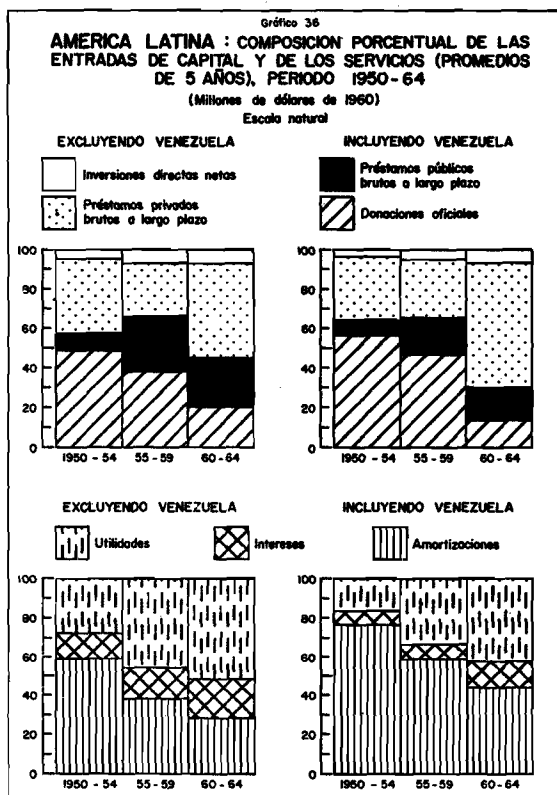 Gráfico 36
AMERICA LATINA : COMPOSICION PORCENTUAL DE LAS
ENTRADAS DE CAPITAL Y DE LOS SERVICIOS (PROMEDIOS
DE 5 AÑOS), PERIODO 1950-64
(Millones de dólares de 1960)
Escala natural
EXCLUYENDO VENEZUELA
INCLUYENDO VENEZUELA
Inversiones directas netas
Préstamos públicos
brutos a largo plazo
Préstamos privados
brutos a largo plazo
Donaciones oficiales
100
80
60
40
20
0
1950 - 54 55 - 59 60 - 64
100
80
60
40
20
0
1950 - 54 55 - 59 60 - 64
EXCLUYENDO VENEZUELA
INCLUYENDO VENEZUELA
Utilidades
Intereses
Amortizaciones
100
80
60
40
20
0
1950 - 54 55 - 59 60 - 64
100
80
60
40
20
0
1950 - 54 55 - 59 60 - 64